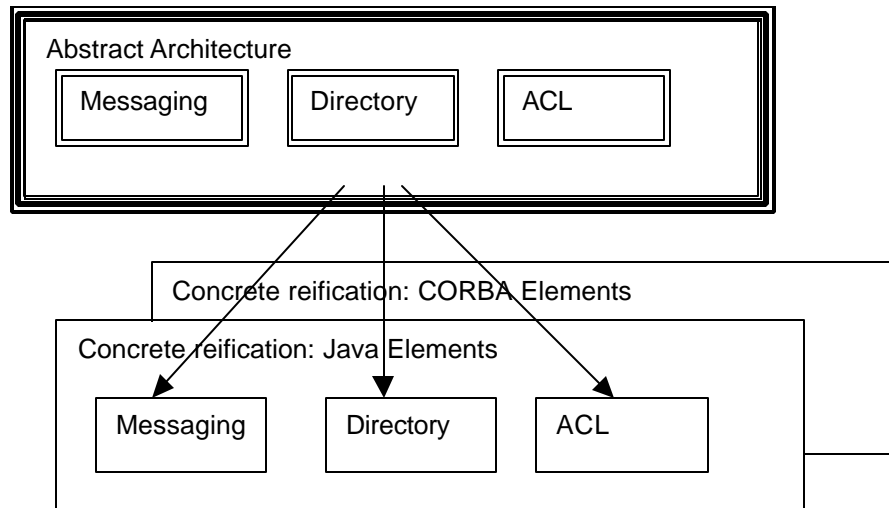 Abstract Architecture
Messaging Directory ACL
Concrete reification: CORBA Elements
Concrete reification: Java Elements
Messaging Directory ACL